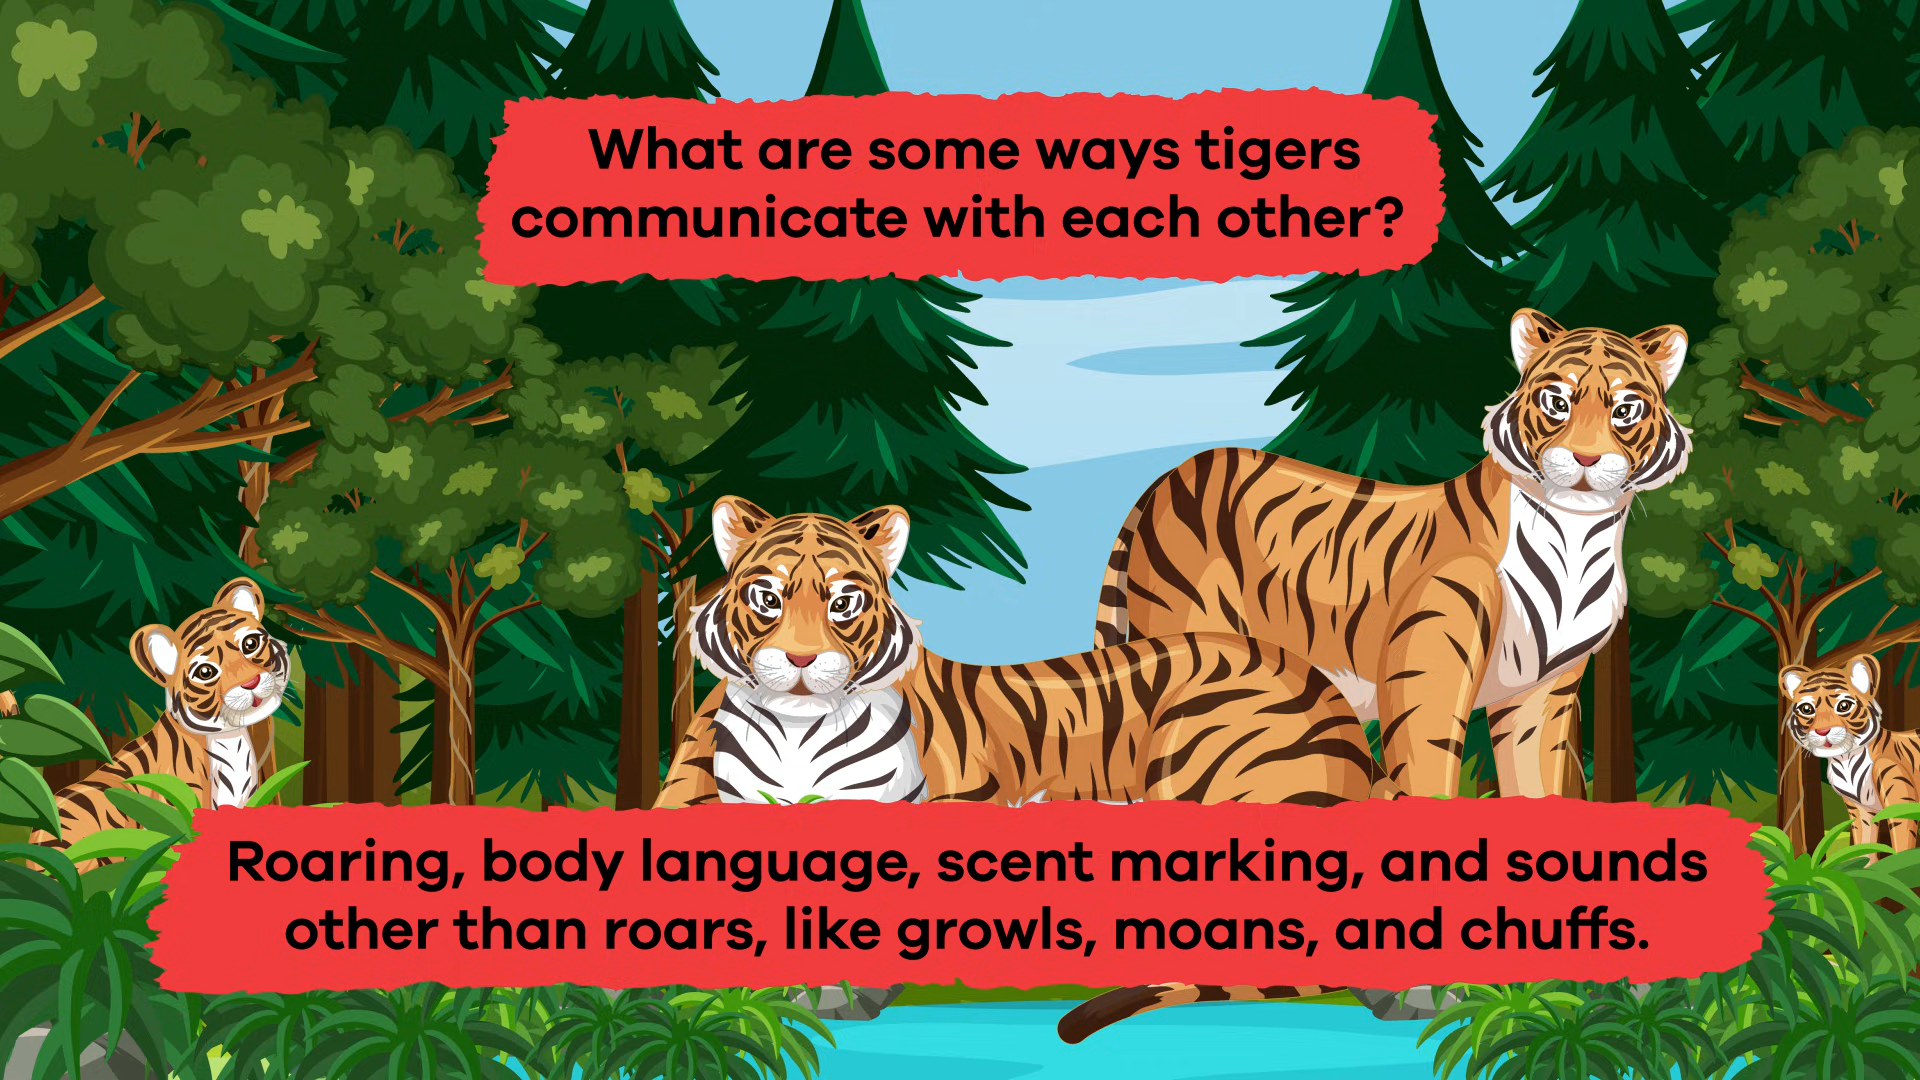 What are some ways tigers
communicate with each other?
Roaring, body language, scent marking, and sounds
other than roars, like growls, moans, and chuffs.